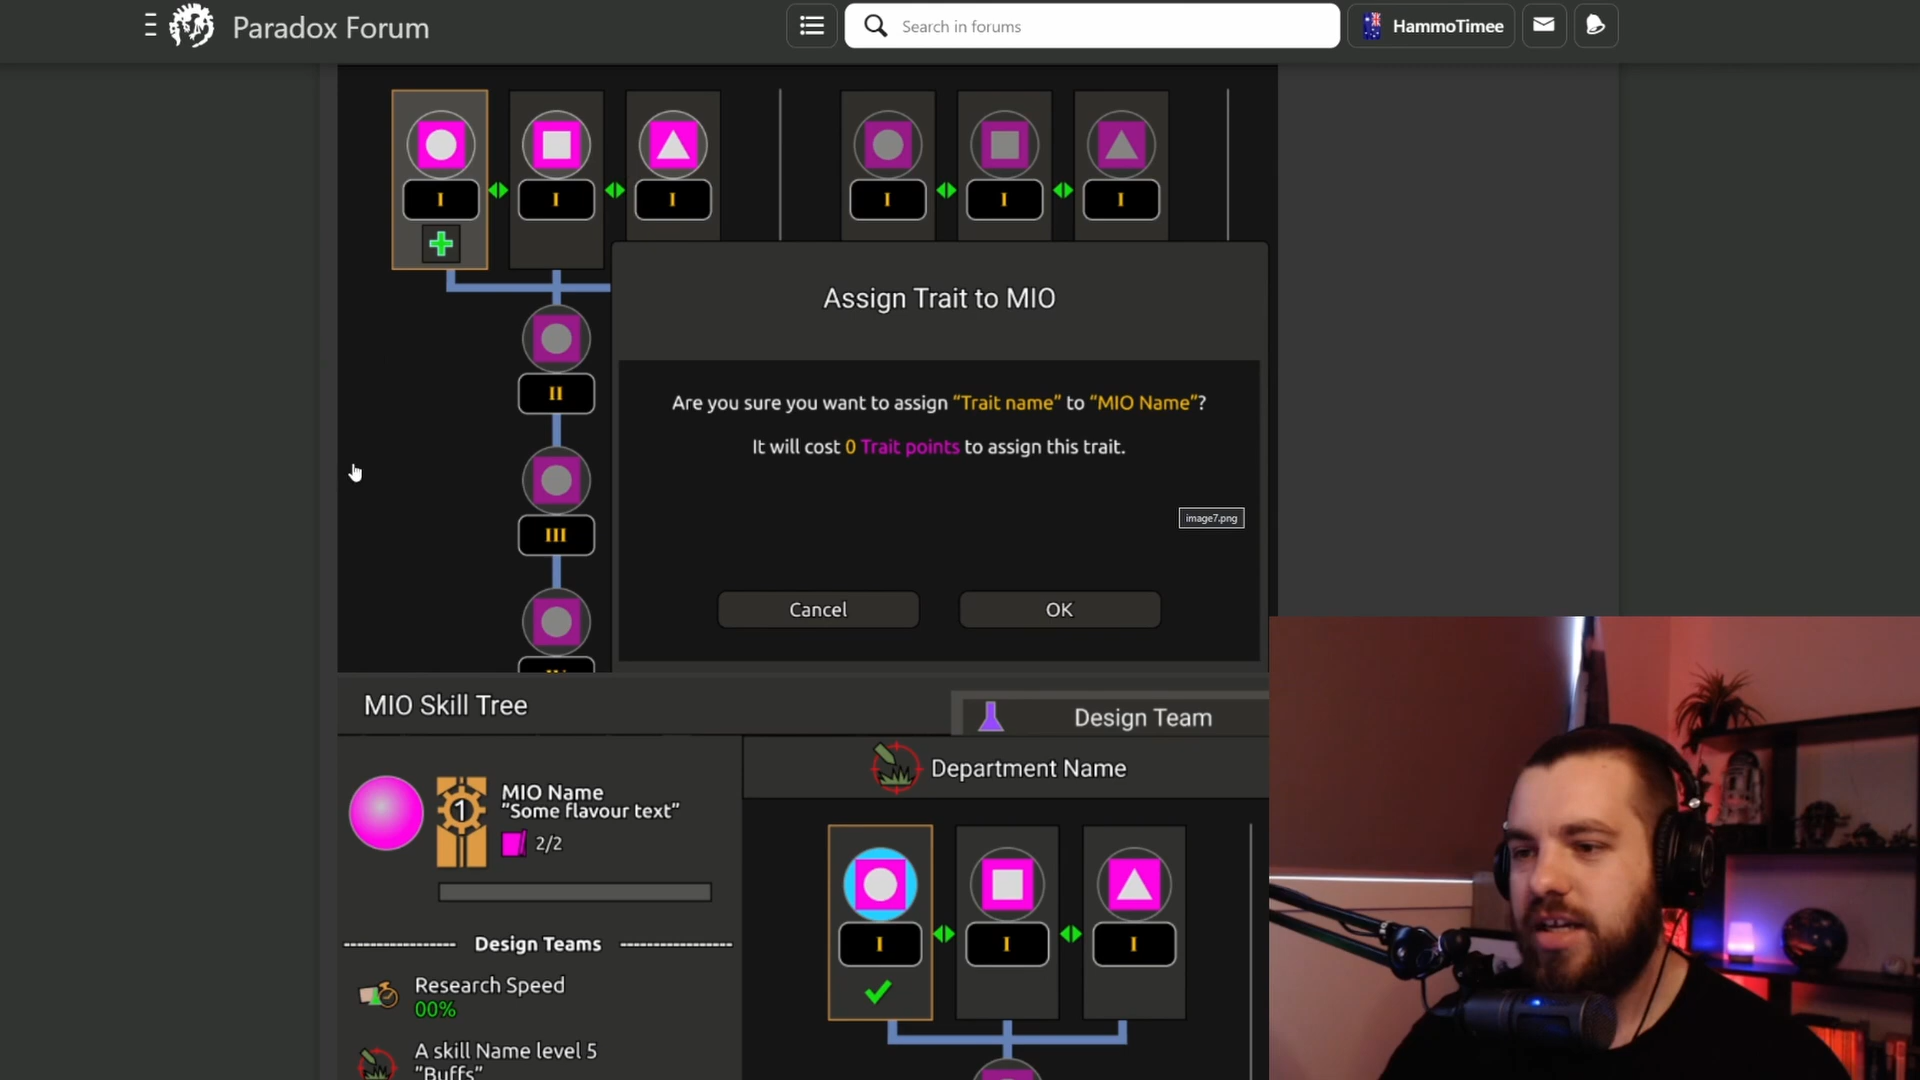 Paradox Forum
Search in forums
HammoTimee
I
I
I
I
I
I
II
III
Assign Trait to MIO
Are you sure you want to assign “Trait name” to “MIO Name”?
It will cost 0 Trait points to assign this trait.
image7.png
Cancel
OK
MIO Skill Tree
Design Team
1
MIO Name
"Some flavour text"
2/2
Department Name
I
I
I
Design Teams
Research Speed
00%
A skill Name level 5
"Buffs"